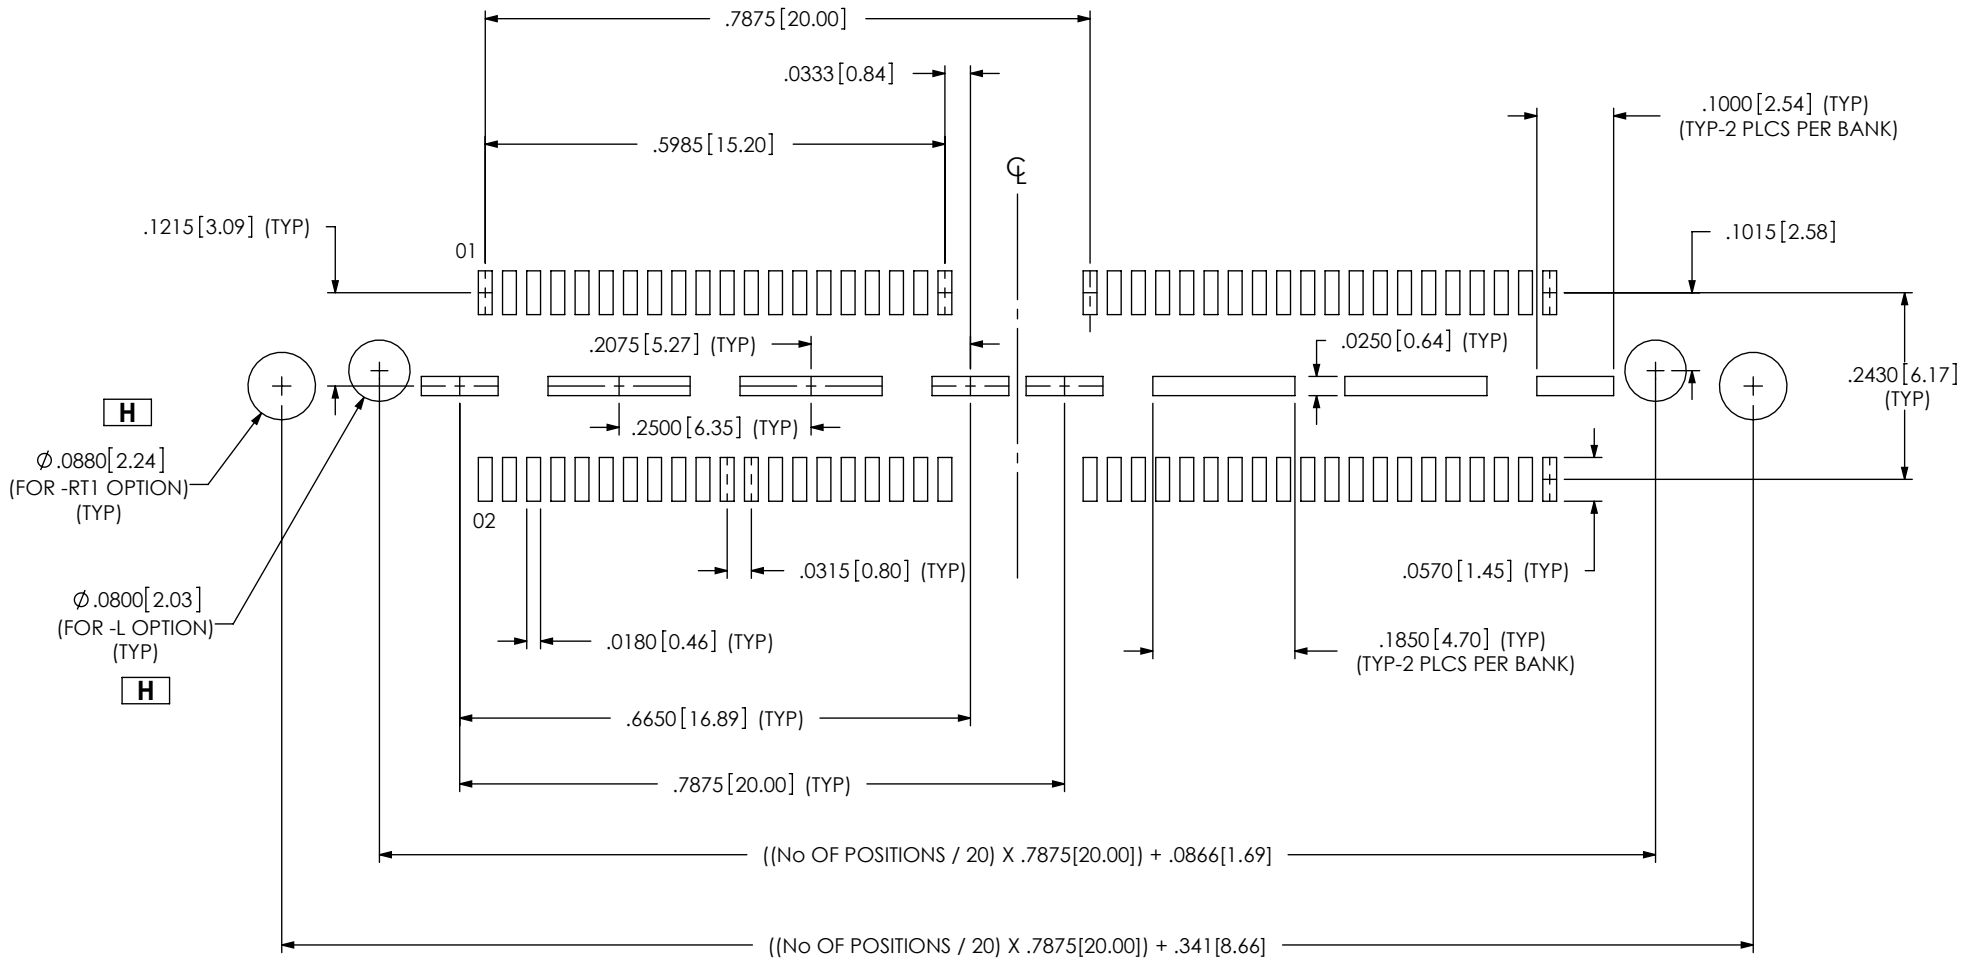 .7875[20.00]
.0333[0.84]
.1000[2.54] (TYP)
(TYP-2 PLCS PER BANK)
.5985[15.20]
℄
.1215[3.09] (TYP)
.1015[2.58]
01
.2075[5.27] (TYP)
.0250[0.64] (TYP)
.2430[6.17]
(TYP)
H
.2500[6.35] (TYP)
Ø.0880[2.24]
(FOR -RT1 OPTION)
(TYP)
02
.0315[0.80] (TYP)
.0570[1.45] (TYP)
Ø.0800[2.03]
(FOR -L OPTION)
(TYP)
.0180[0.46] (TYP)
.1850[4.70] (TYP)
(TYP-2 PLCS PER BANK)
H
.6650[16.89] (TYP)
.7875[20.00] (TYP)
((No OF POSITIONS / 20) X .7875[20.00]) + .0866[1.69]
((No OF POSITIONS / 20) X .7875[20.00]) + .341[8.66]